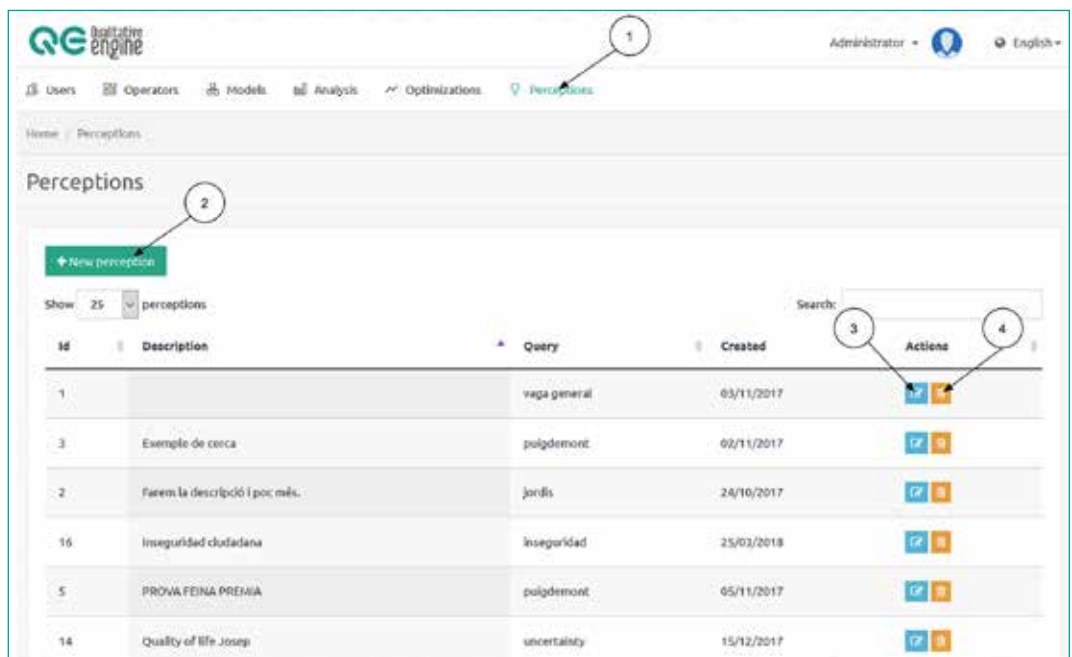 QE Qualitative engine
1
Administrator
English
Users Operators Models Analysis Optimizations Perceptions
Home / Perceptions
Perceptions
2
+ New perception
Show 25 perceptions Search:
3 4
Id Description Query Created Actions
1 vaga general 03/11/2017
3 Exemple de cerca puigdemont 02/11/2017
2 Farem la descripció i poc més. jordis 24/10/2017
16 Inseguridad ciudadana inseguridad 25/03/2018
5 PROVA FEINA PREMIA puigdemont 05/11/2017
14 Quality of life Josep uncertainty 15/12/2017